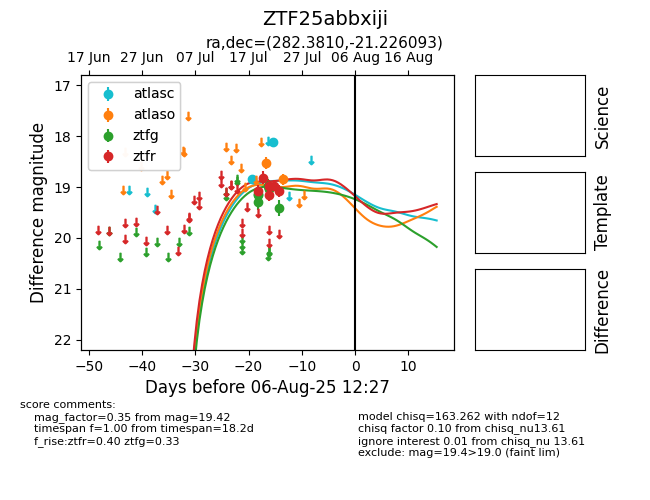 ZTF25abbxiji
ra,dec=(282.3810,-21.226093)
17 Jun 27 Jun 07 Jul 17 Jul 27 Jul 06 Aug 16 Aug
atlasc
atlaso
ztfg
ztfr
17
18
19
20
21
22
Difference magnitude
−50 −40 −30 −20 −10 0 10
Days before 06-Aug-25 12:27
Science
Template
Difference
score comments:
mag_factor=0.35 from mag=19.42
timespan f=1.00 from timespan=18.2d
f_rise:ztfr=0.40 ztfg=0.33
model chisq=163.262 with ndof=12
chisq factor 0.10 from chisq_nu13.61
ignore interest 0.01 from chisq_nu 13.61
exclude: mag=19.4>19.0 (faint lim)